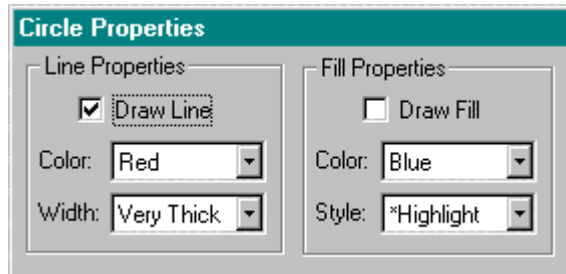 Circle Properties
Line Properties
Draw Line
Color: Red
Width: Very Thick
Fill Properties
Draw Fill
Color: Blue
Style: *Highlight